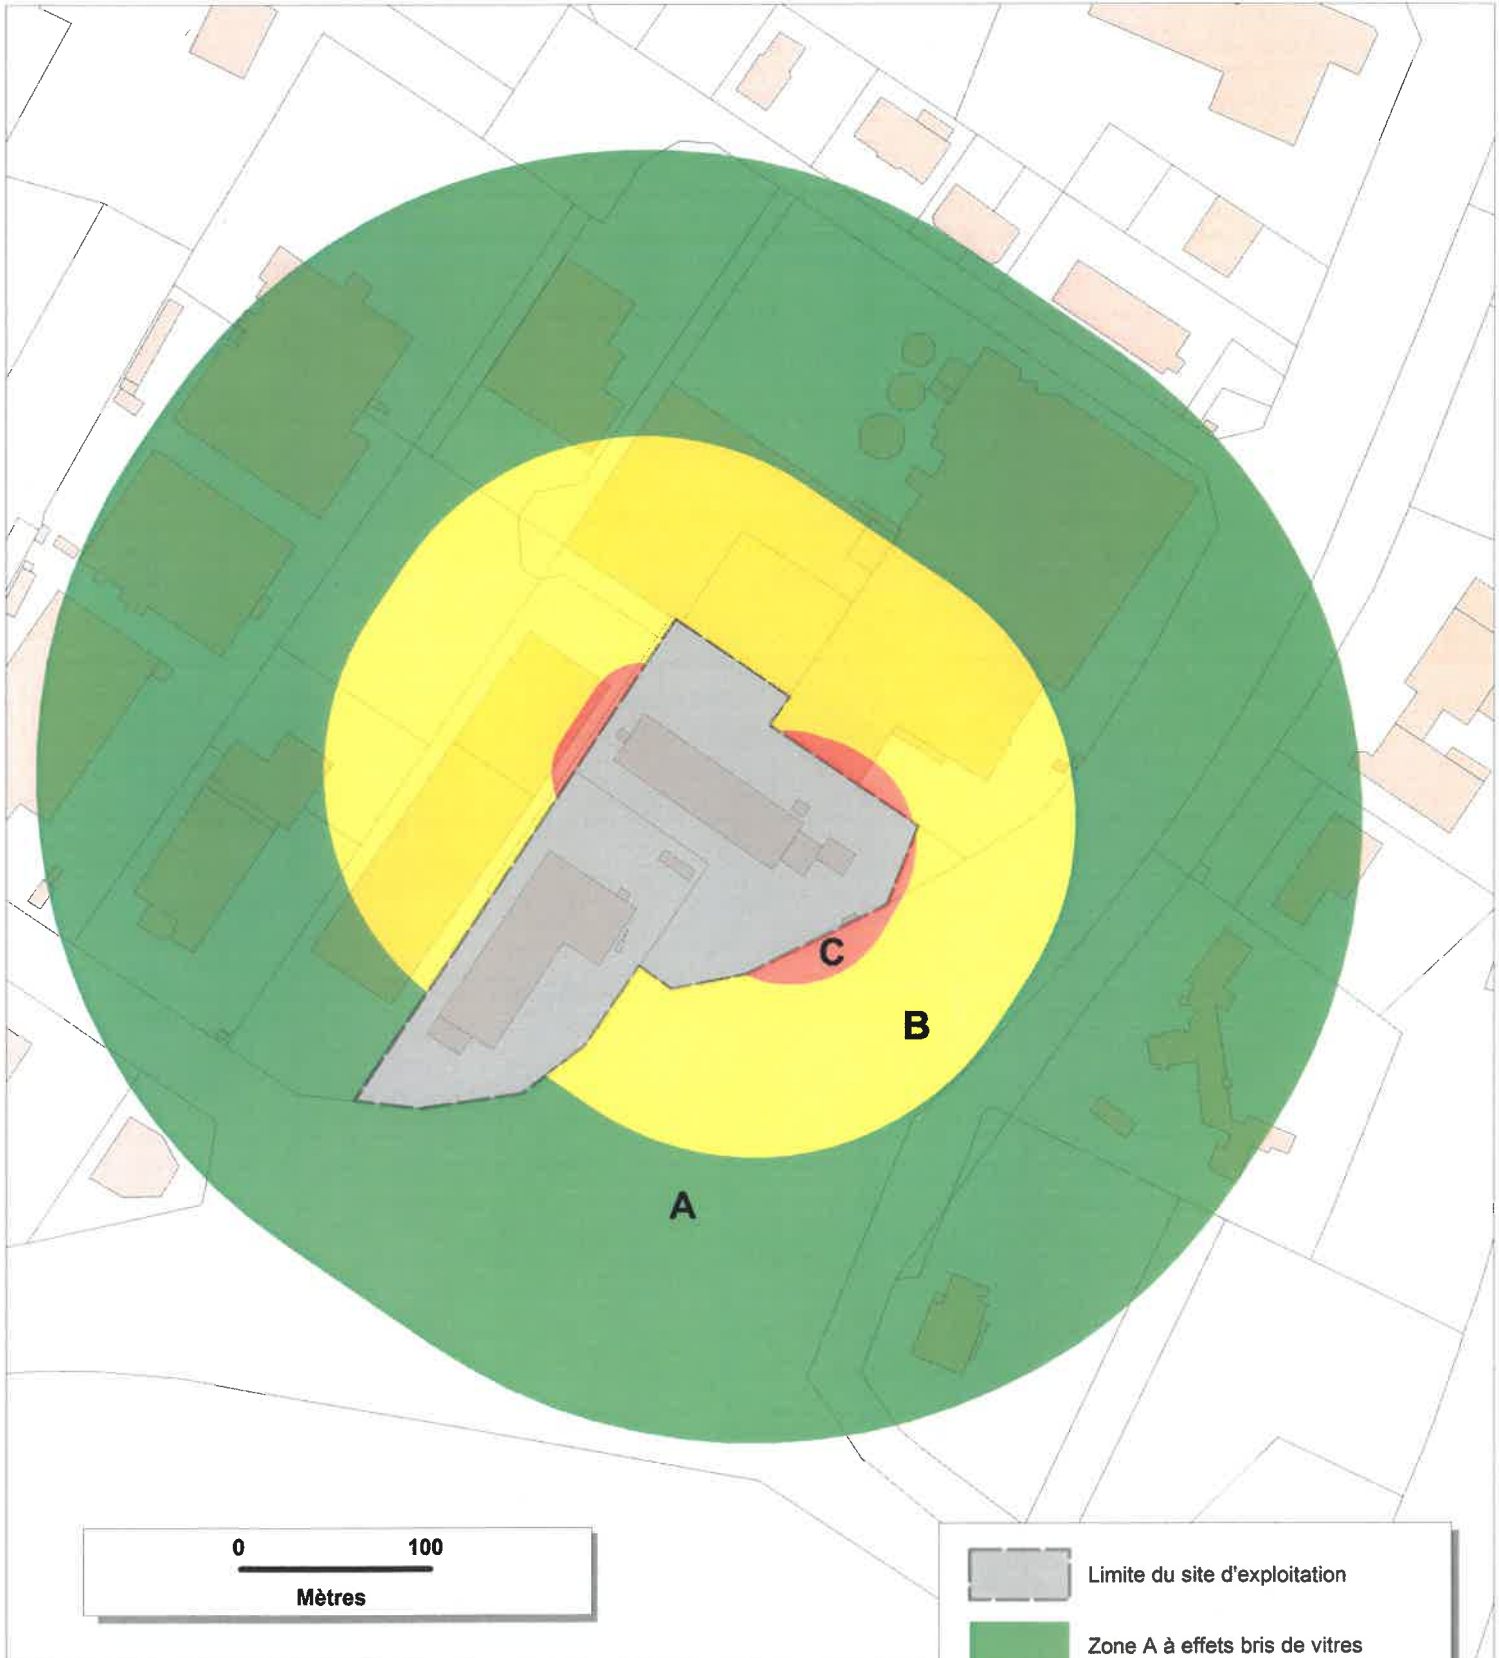 C
B
A
0 100
Mètres
Limite du site d'exploitation
Zone A à effets bris de vitres